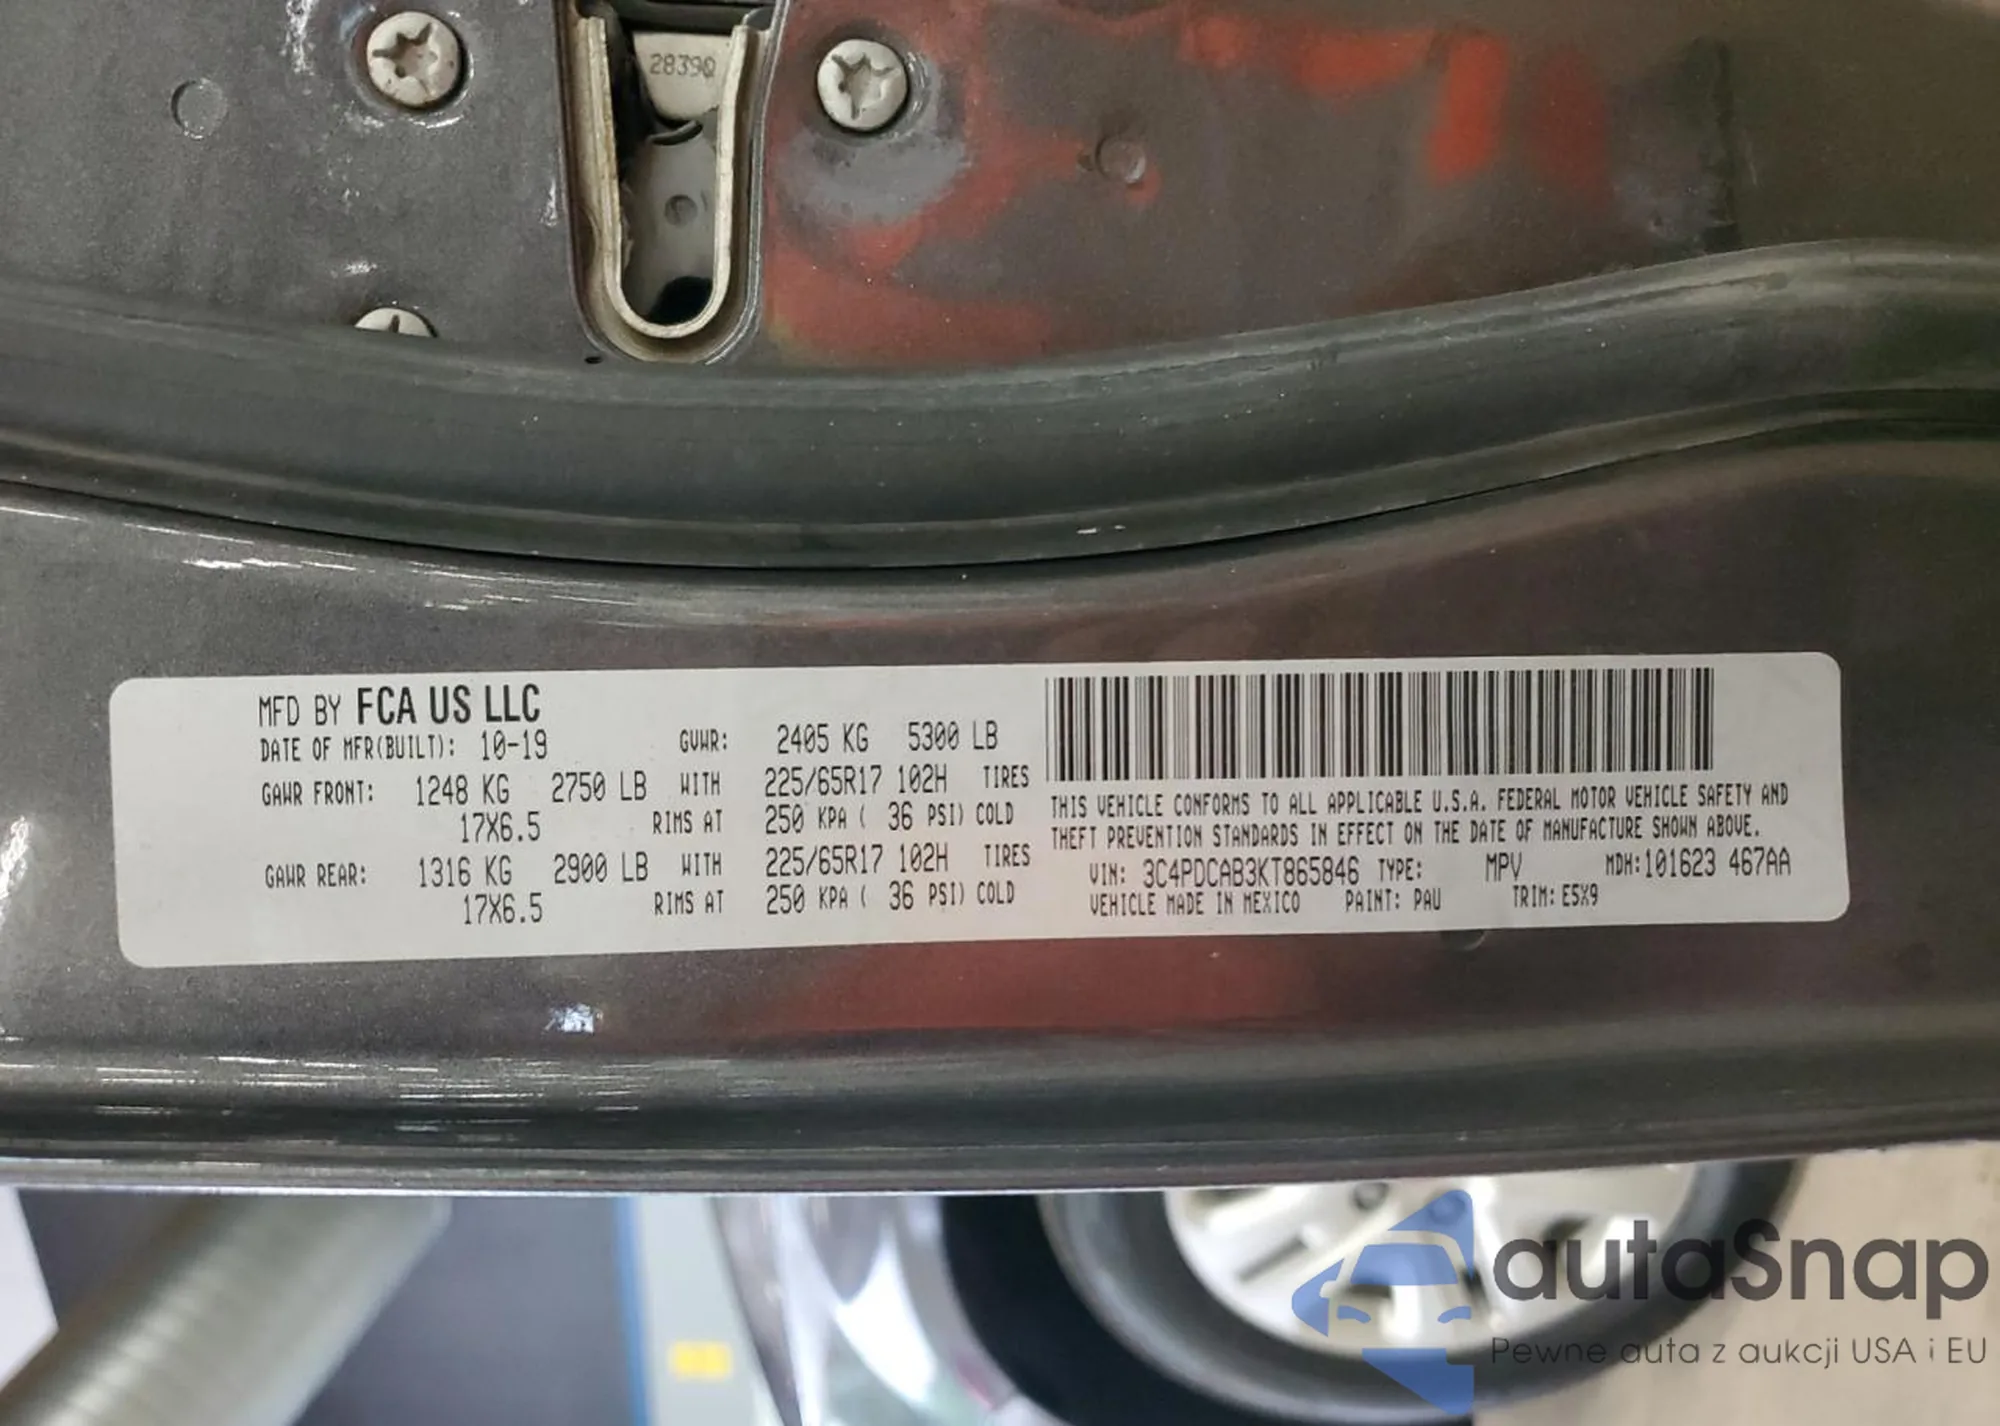 2839Q
MFD BY FCA US LLC
DATE OF MFR(BUILT): 10-19 GVWR: 2405 KG 5300 LB
GAWR FRONT: 1248 KG 2750 LB WITH 225/65R17 102H TIRES
17X6.5 RIMS AT 250 KPA ( 36 PSI) COLD
GAWR REAR: 1316 KG 2900 LB WITH 225/65R17 102H TIRES
17X6.5 RIMS AT 250 KPA ( 36 PSI) COLD
THIS VEHICLE CONFORMS TO ALL APPLICABLE U.S.A. FEDERAL MOTOR VEHICLE SAFETY AND
THEFT PREVENTION STANDARDS IN EFFECT ON THE DATE OF MANUFACTURE SHOWN ABOVE.
VIN: 3C4PDCAB3KT865846 TYPE: MPV MDH:101623 467AA
VEHICLE MADE IN MEXICO PAINT: PAU TRIM: E5X9
autaSnap
Pewne auta z aukcji USA i EU